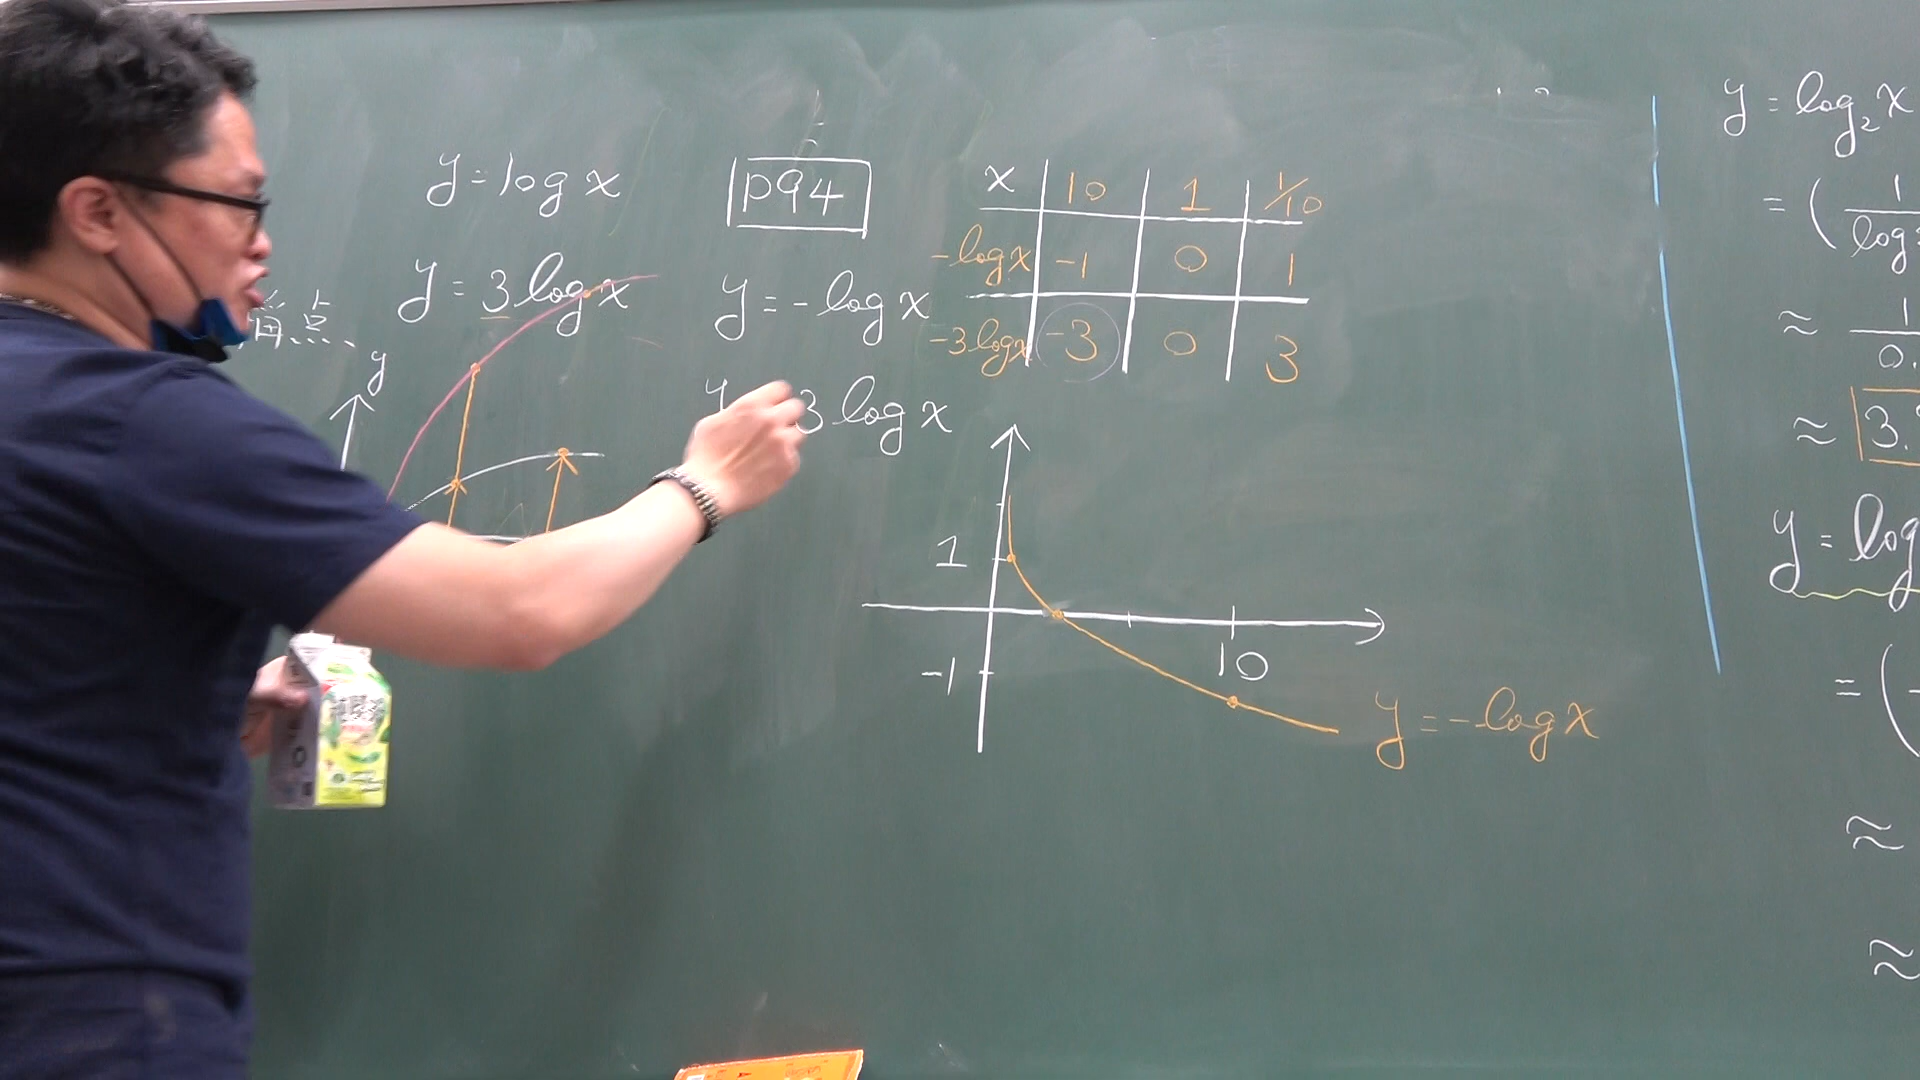 y = log x
y = 3 log x
y
p94
y = -log x
y 3 log x
x 10 1 1/10
-log x -1 0 1
-3 log x -3 0 3
1
-1
10
y = -log x
y = log₂ x
= ( 1
log
≈ 1
0.
≈ 3.
y = log
= (
≈
≈